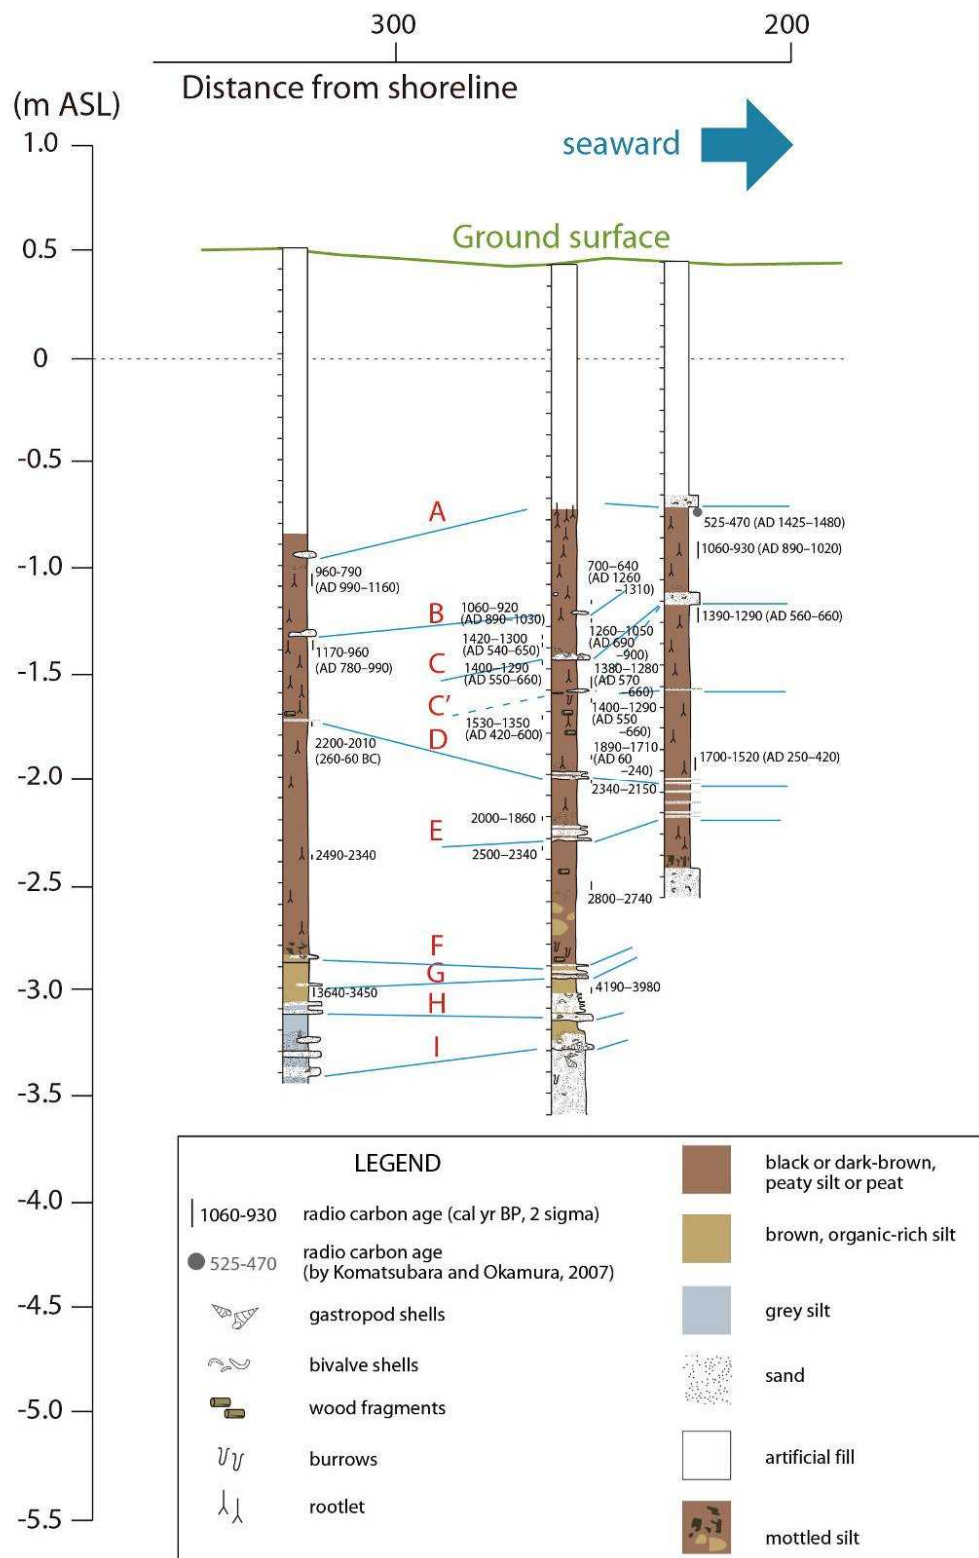 300
200
Distance from shoreline
(m ASL)
1.0
seaward
Ground surface
0.5
0
-0.5
A
525-470 (AD 1425–1480)
1060-930 (AD 890–1020)
-1.0
960-790
(AD 990–1160)
700–640
(AD 1260
–1310)
B
1060–920
(AD 890–1030)
1390-1290 (AD 560–660)
1170-960
(AD 780–990)
1420–1300
(AD 540–650)
1260–1050
(AD 690
–900)
C
1400–1290
(AD 550–660)
1380–1280
(AD 570
–660)
-1.5
C'
1530–1350
(AD 420–600)
1400–1290
(AD 550
–660)
D
2200-2010
(260-60 BC)
1890–1710
(AD 60
–240)
1700–1520 (AD 250–420)
-2.0
2340–2150
2000–1860
E
2490-2340
2500–2340
-2.5
2800–2740
F
G
-3.0
3640-3450
4190–3980
H
I
-3.5
-4.0
-4.5
-5.0
-5.5
LEGEND
1060-930
radio carbon age (cal yr BP, 2 sigma)
525-470
radio carbon age
(by Komatsubara and Okamura, 2007)
gastropod shells
bivalve shells
wood fragments
burrows
rootlet
black or dark-brown,
peaty silt or peat
brown, organic-rich silt
grey silt
sand
artificial fill
mottled silt